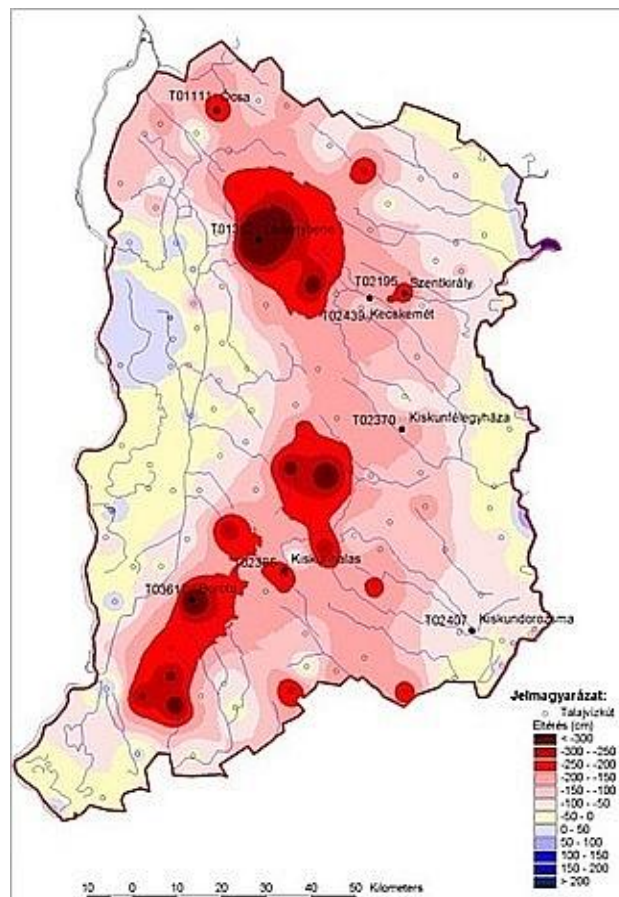 T01111 Ócsa
T02195 Szentkirály
T02439 Kecskemét
T02370 Kiskunfélegyháza
T02407 Kiskundorozsma
Jelmagyarázat:
Talajvízkút
Eltérés (cm)
< -300
-300 - -250
-250 - -200
-200 - -150
-150 - -100
-100 - -50
-50 - 0
0 - 50
50 - 100
100 - 150
150 - 200
> 200
10 0 10 20 30 40 50 Kilometers